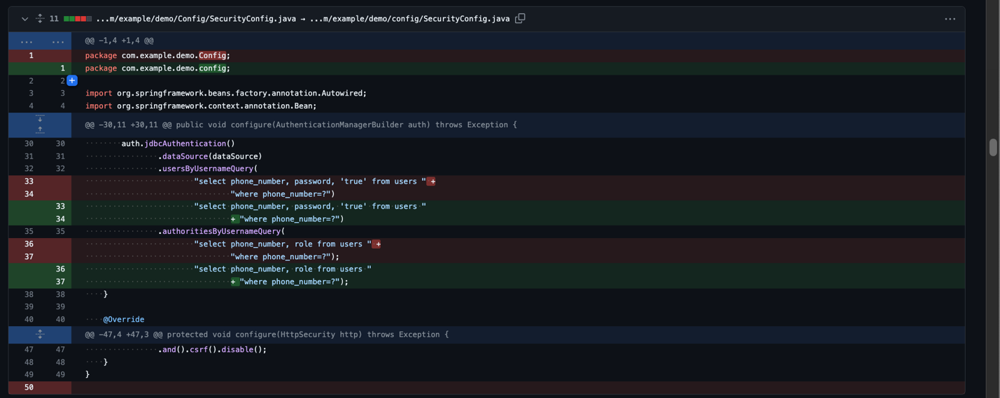 11 ...m/example/demo/Config/SecurityConfig.java → ...m/example/demo/config/SecurityConfig.java
... ... @@ -1,4 +1,4 @@
1 package com.example.demo.Config;
1 package com.example.demo.config;
2 2 +
3 3 import org.springframework.beans.factory.annotation.Autowired;
4 4 import org.springframework.context.annotation.Bean;
@@ -30,11 +30,11 @@ public void configure(AuthenticationManagerBuilder auth) throws Exception {
30 30 ········auth.jdbcAuthentication()
31 31 ················.dataSource(dataSource)
32 32 ················.usersByUsernameQuery(
33 ························"select phone_number, password, 'true' from users " +
34 ································"where phone_number=?")
33 ························"select phone_number, password, 'true' from users "
34 ································+ "where phone_number=?")
35 35 ················.authoritiesByUsernameQuery(
36 ························"select phone_number, role from users " +
37 ································"where phone_number=?");
36 ························"select phone_number, role from users "
37 ································+ "where phone_number=?");
38 38 ····}
39 39
40 40 ····@Override
@@ -47,4 +47,3 @@ protected void configure(HttpSecurity http) throws Exception {
47 47 ················.and().csrf().disable();
48 48 ····}
49 49 }
50